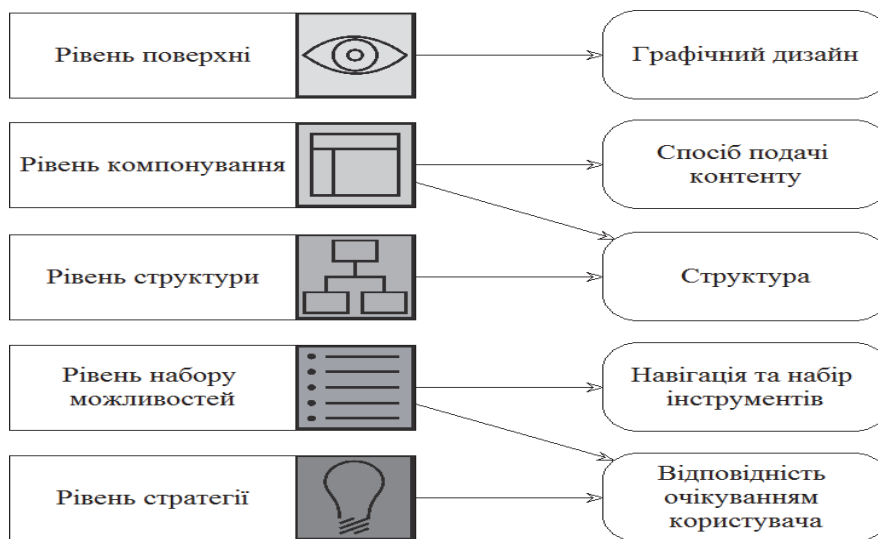 Рівень поверхні
Графічний дизайн
Рівень компонування
Спосіб подачі
контенту
Рівень структури
Структура
Рівень набору
можливостей
Навігація та набір
інструментів
Рівень стратегії
Відповідність
очікуванням
користувача